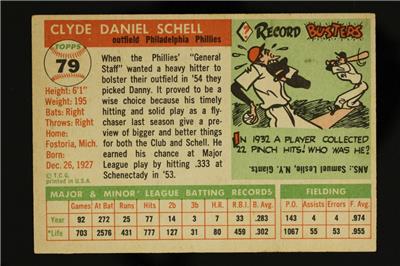 CLYDE DANIEL SCHELL
outfield Philadelphia Phillies
TOPPS
79
Height: 6'1"
Weight: 195
Bats: Right
Throws: Right
Home:
Fostoria, Mich.
Born:
Dec. 26, 1927
© T. C. G.
printed in U.S.A.
When the Phillies' "General
Staff" wanted a heavy hitter to
bolster their outfield in '54 they
picked Danny. It proved to be a
wise choice because his timely
hitting and solid play as a fly-
chaser last season give a pre-
view of bigger and better things
for both the Club and Schell. He
earned his chance at Major
League play by hitting .333 at
Schenectady in '53.
? RECORD BUSTERS
IN 1932 A PLAYER COLLECTED
22 PINCH HITS! WHO WAS HE?
ANS. Samuel Leslie, N.Y. Giants.
MAJOR & MINOR LEAGUE BATTING RECORDS
Games At Bat Runs Hits 2b 3b H.R. R.B.I. B. Avg.
Year 92 272 25 77 14 3 7 33 .283
*Life 703 2576 431 777 131 32 80 459 .302
FIELDING
P.O. Assists Errors F. Avg.
143 4 4 .974
1067 55 53 .955